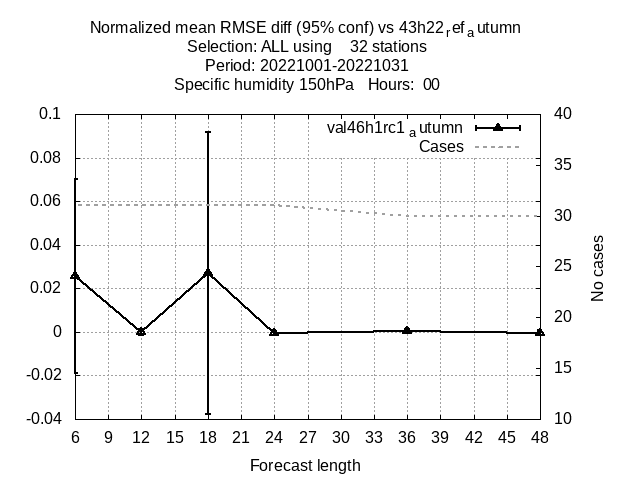 Normalized mean RMSE diff (95% conf) vs 43h22refautumn
Selection: ALL using 32 stations
Period: 20221001-20221031
Specific humidity 150hPa Hours: 00
val46h1rc1autumn
Cases
0.1
0.08
0.06
0.04
0.02
0
-0.02
-0.04
40
35
30
25
20
15
10
No cases
6 9 12 15 18 21 24 27 30 33 36 39 42 45 48
Forecast length